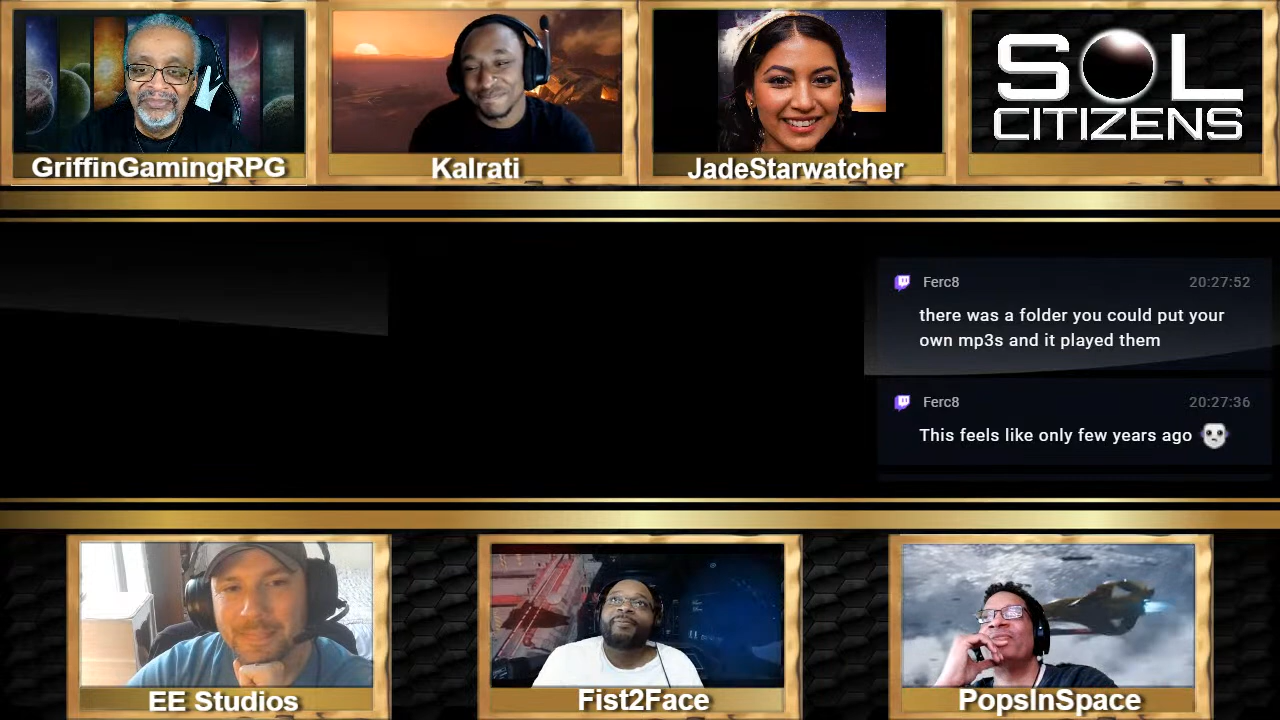 GriffinGamingRPG
Kalrati
JadeStarwatcher
SOL
CITIZENS
Ferc8 20:27:52
there was a folder you could put your
own mp3s and it played them
Ferc8 20:27:36
This feels like only few years ago
EE Studios
Fist2Face
PopsInSpace